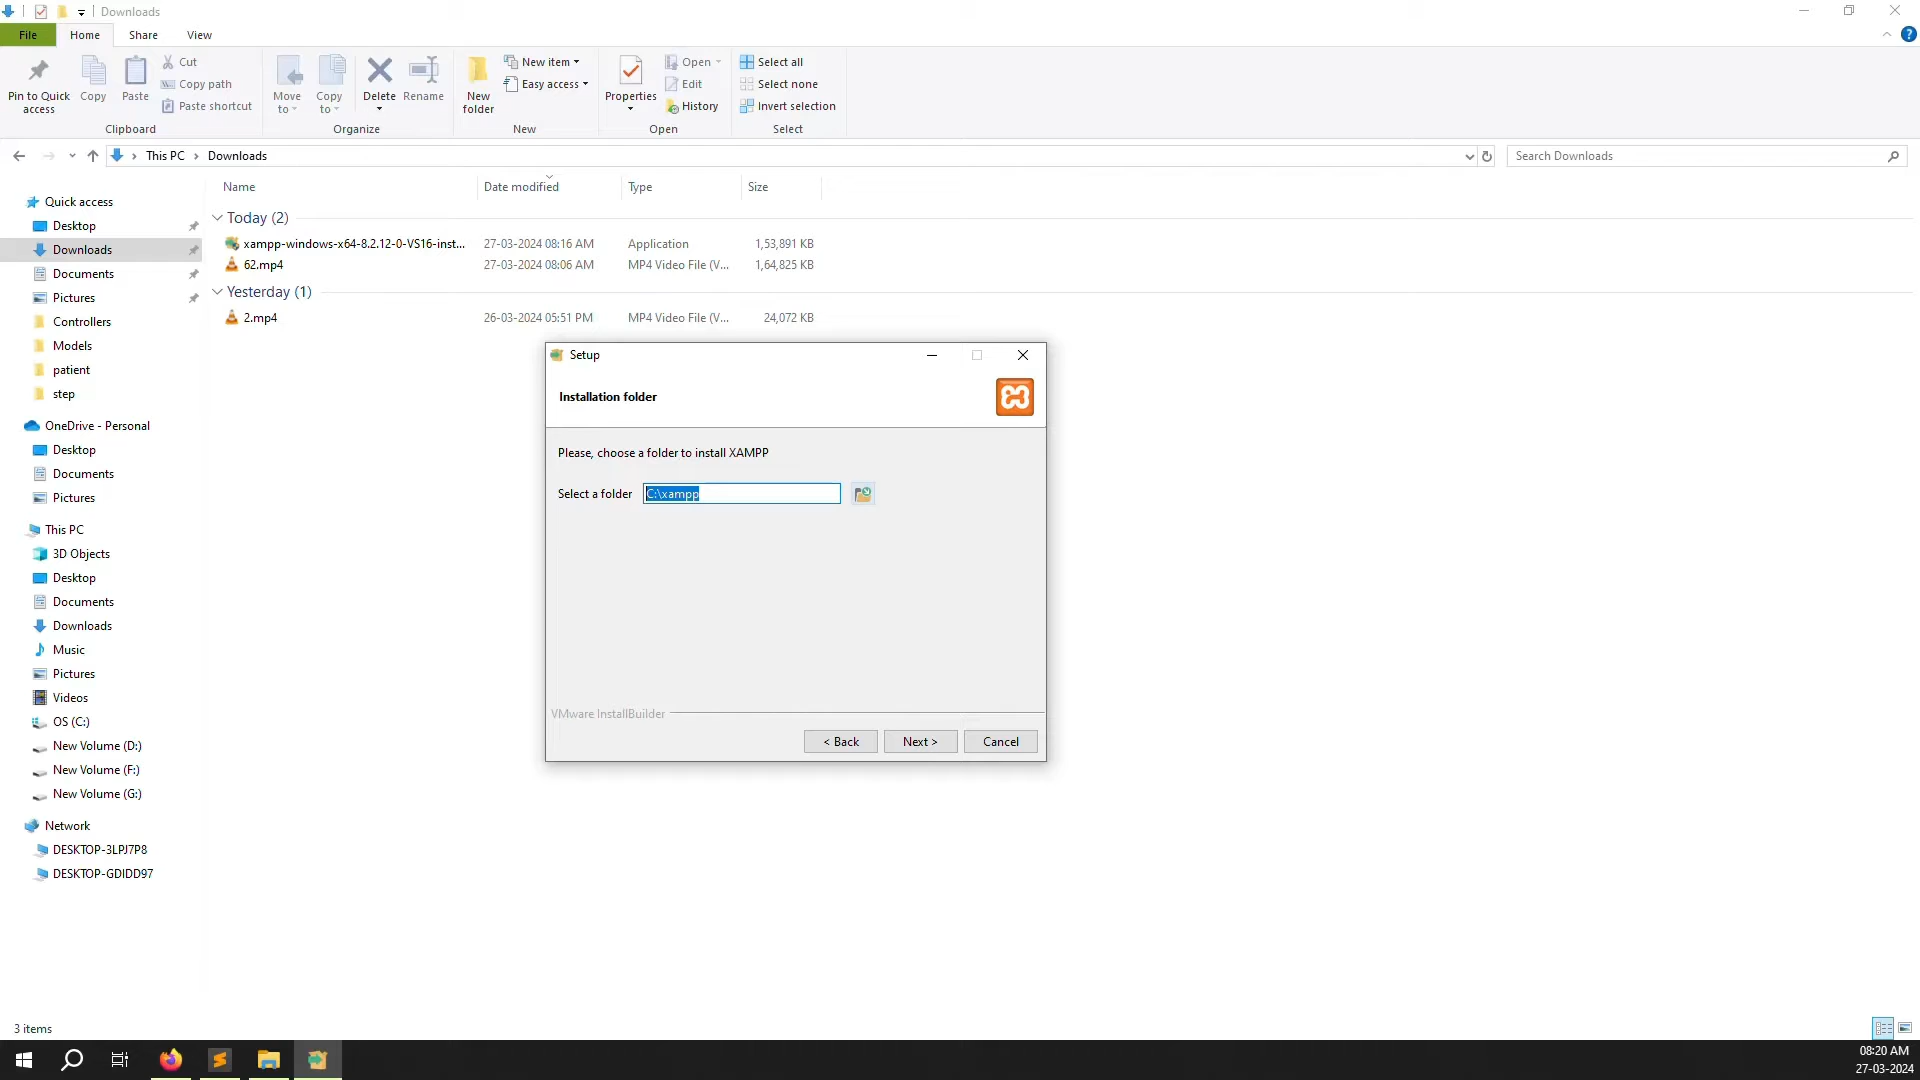 Downloads
File Home Share View
Pin to Quick access
Copy
Paste
Cut
Copy path
Paste shortcut
Clipboard
Move to
Copy to
Delete
Rename
Organize
New folder
New item
Easy access
New
Properties
Open
Edit
History
Open
Select all
Select none
Invert selection
Select
This PC > Downloads
Search Downloads
Name Date modified Type Size
Today (2)
xampp-windows-x64-8.2.12-0-VS16-inst... 27-03-2024 08:16 AM Application 1,53,891 KB
62.mp4 27-03-2024 08:06 AM MP4 Video File (V... 1,64,825 KB
Yesterday (1)
2.mp4 26-03-2024 05:51 PM MP4 Video File (V... 24,072 KB
Quick access
Desktop
Downloads
Documents
Pictures
Controllers
Models
patient
step
OneDrive - Personal
Desktop
Documents
Pictures
This PC
3D Objects
Desktop
Documents
Downloads
Music
Pictures
Videos
OS (C:)
New Volume (D:)
New Volume (F:)
New Volume (G:)
Network
DESKTOP-3LPJ7P8
DESKTOP-GDIDD97
Setup
Installation folder
Please, choose a folder to install XAMPP
Select a folder C:\xampp
VMware InstallBuilder
< Back Next > Cancel
3 items
08:20 AM
27-03-2024